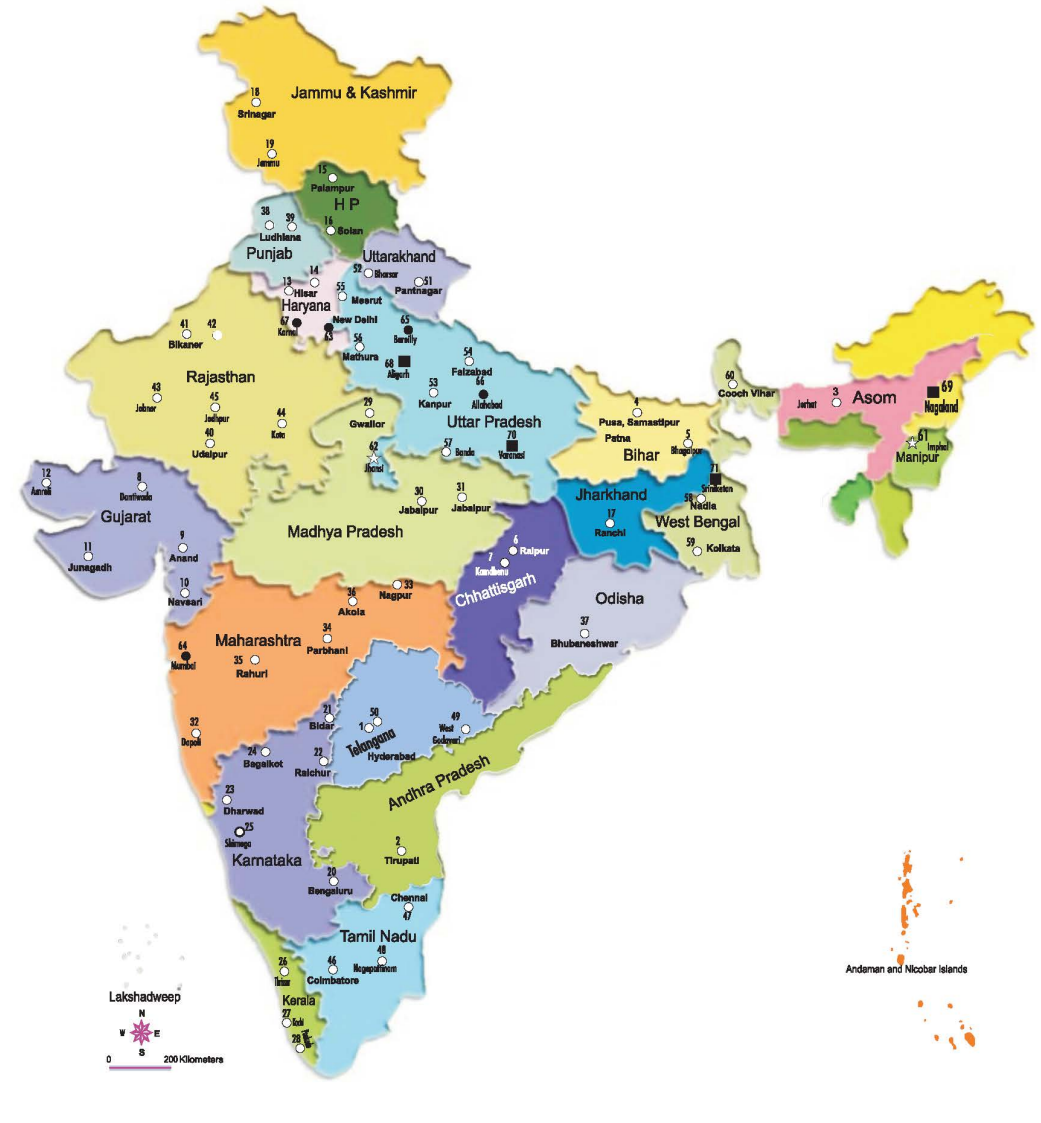 18
Jammu & Kashmir
Srinagar
19
Jammu
15
Palampur
H P
38
39
16
Solan
Ludhiana
Punjab
Uttarakhand
52
Bharsar
51
Pantnagar
14
13
Hisar
55
Meerut
Haryana
67
Karnal
New Delhi
63
65
Bareilly
41
42
Bikaner
56
Mathura
54
Faizabad
68
Aligarh
60
Cooch Vihar
Rajasthan
43
Jobner
45
Jodhpur
53
Kanpur
66
Allahabad
29
Gwalior
44
Kota
40
Udaipur
Uttar Pradesh
4
Pusa, Samastipur
Patna
5
Bhagalpur
Bihar
3
Jorhat
Asom
69
Nagaland
61
Imphal
Manipur
62
Jhansi
57
Banda
70
Varanasi
12
Amreli
8
Dantiwada
Gujarat
71
Sriniketan
58
Nadia
Jharkhand
17
Ranchi
West Bengal
59
Kolkata
30
Jabalpur
31
Jabalpur
Madhya Pradesh
9
Anand
11
Junagadh
10
Navsari
6
Raipur
7
Kamdhenu
Chhattisgarh
Odisha
37
Bhubaneshwar
33
Nagpur
36
Akola
34
Parbhani
Maharashtra
35
Rahuri
64
Mumbai
32
Dapoli
21
Bidar
50
1
Telangana
Hyderabad
49
West
Godavari
24
Bagalkot
22
Raichur
Andhra Pradesh
23
Dharwad
25
Shimoga
Karnataka
2
Tirupati
20
Bengaluru
Chennai
47
Tamil Nadu
48
Nagapattinam
46
Coimbatore
26
Thrissur
Kerala
27
Kochi
28
Andaman and Nicobar Islands
Lakshadweep
N
W E
S
0 200 Kilometers